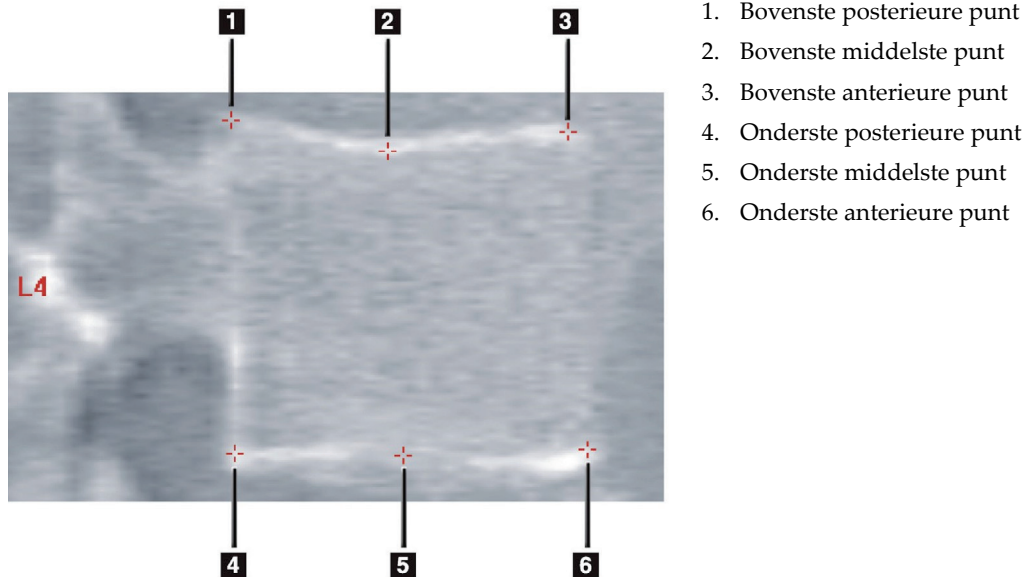 1 2 3
L4
4 5 6
1. Bovenste posterieure punt
2. Bovenste middelste punt
3. Bovenste anterieure punt
4. Onderste posterieure punt
5. Onderste middelste punt
6. Onderste anterieure punt